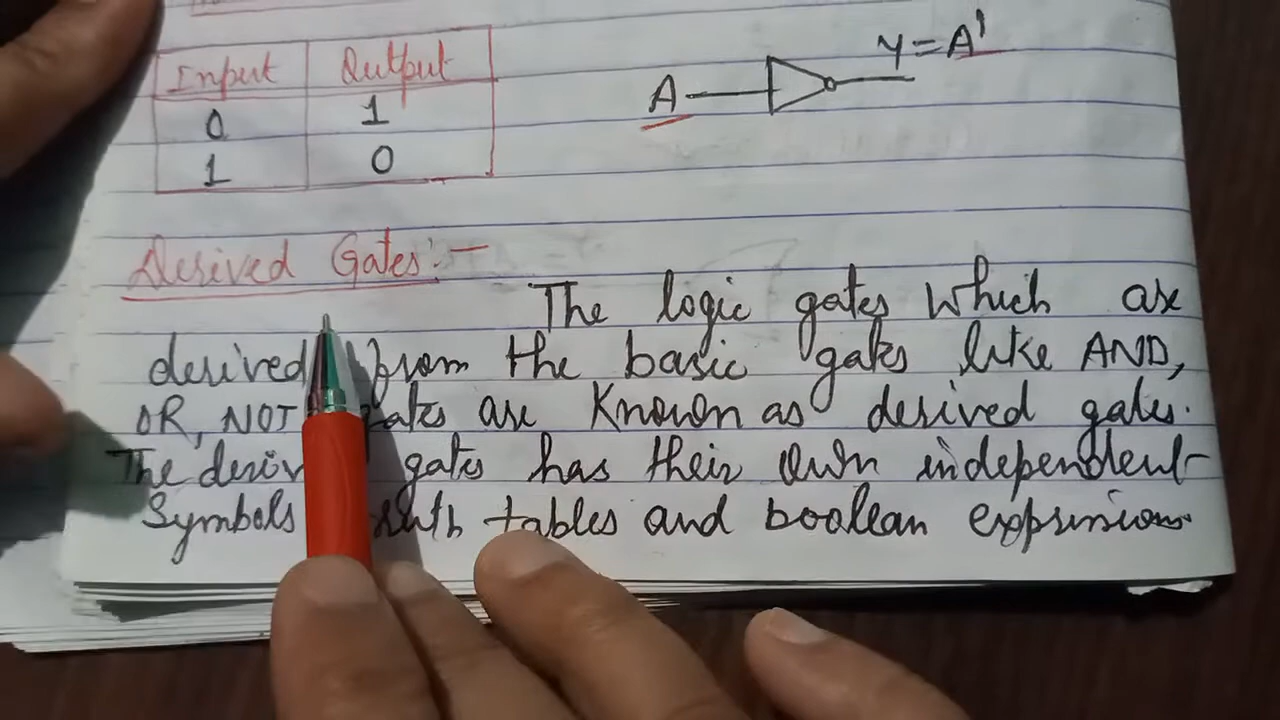 Input Output
0 1
1 0
A Y=A'
Derived Gates:-
The logic gates which are
derived from the basic gates like AND,
OR, NOT gates are Known as derived gates.
The gates has their own independent
Symbols tables and boolean expressions.